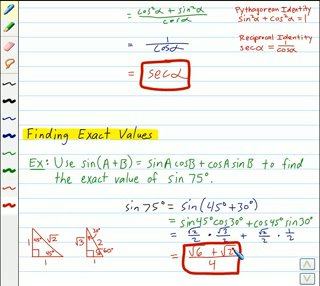 = cos²α + sin²α / cosα
Pythagorean Identity
sin²α + cos²α = 1
= 1 / cosα
Reciprocal Identity
secα = 1/cosα
= secα
Finding Exact Values
Ex: Use sin(A+B) = sinA cosB + cosA sinB to find
the exact value of sin 75°.
sin 75° = sin(45° + 30°)
= sin45° cos30° + cos45° sin30°
= √2/2 · √3/2 + √2/2 · 1/2
= √6 + √2 / 4
1 45° √2 45° 1
√3 30° 2 60° 1